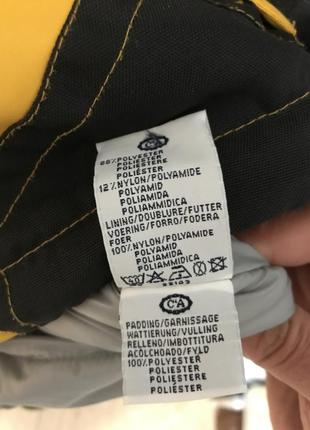 C&A
88% POLYESTER
POLIESTERE
POLIÉSTER
12% NYLON/POLYAMIDE
POLYAMID
POLIAMIDA
POLIAMMIDICA
LINING/DOUBLURE/FUTTER
VOERING/FORRO/FODERA
FOER
100% NYLON/POLYAMIDE
POLYAMID
POLIAMIDA
POLIAMMIDICA
C&A
PADDING/GARNISSAGE
WATTIERUNG/VULLING
RELLENO/IMBOTTITURA
ACOLCHOADO/FYLD
100% POLYESTER
POLYESTER
POLIESTERE
POLIÉSTER